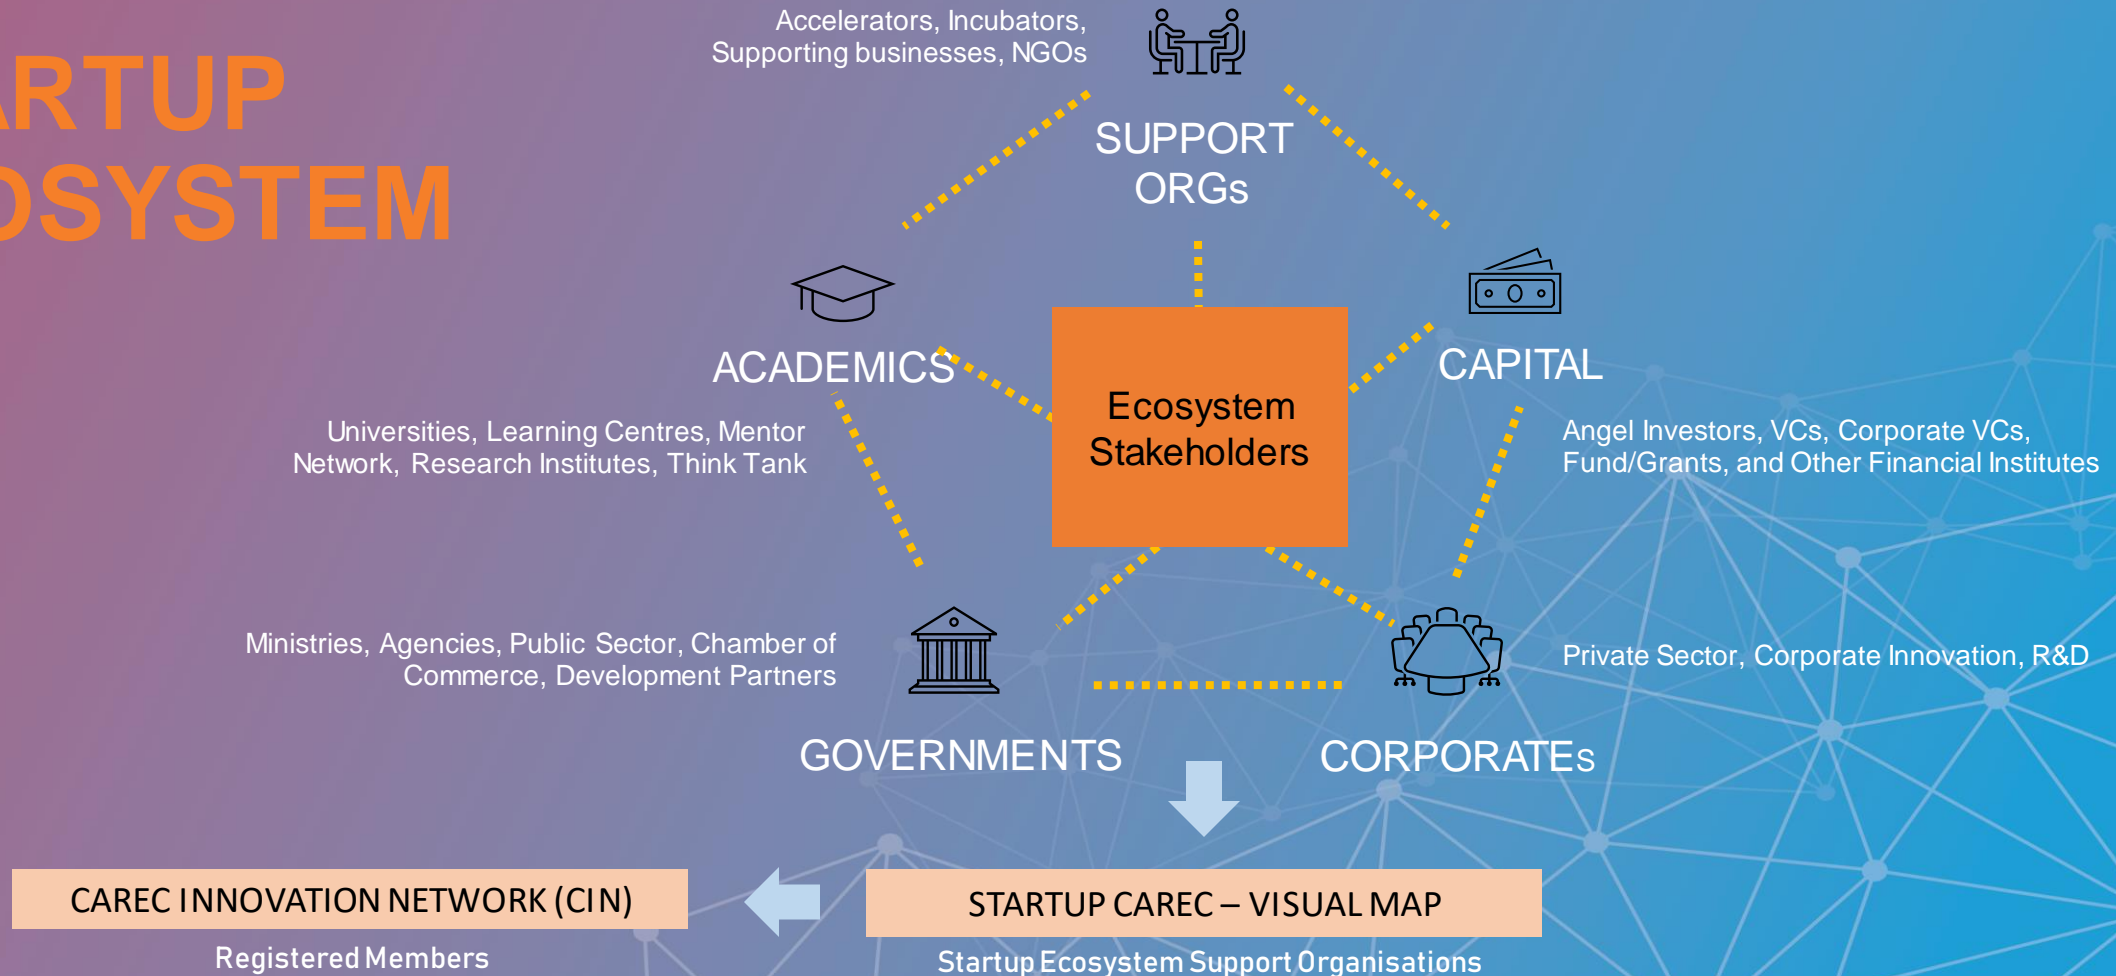 ARTUP
OSYSTEM
Accelerators, Incubators,
Supporting businesses, NGOs
SUPPORT
ORGs
ACADEMICS
Universities, Learning Centres, Mentor
Network, Research Institutes, Think Tank
Ecosystem
Stakeholders
CAPITAL
Angel Investors, VCs, Corporate VCs,
Fund/Grants, and Other Financial Institutes
Ministries, Agencies, Public Sector, Chamber of
Commerce, Development Partners
GOVERNMENTS
Private Sector, Corporate Innovation, R&D
CORPORATEs
CAREC INNOVATION NETWORK (CIN)
Registered Members
STARTUP CAREC – VISUAL MAP
Startup Ecosystem Support Organisations